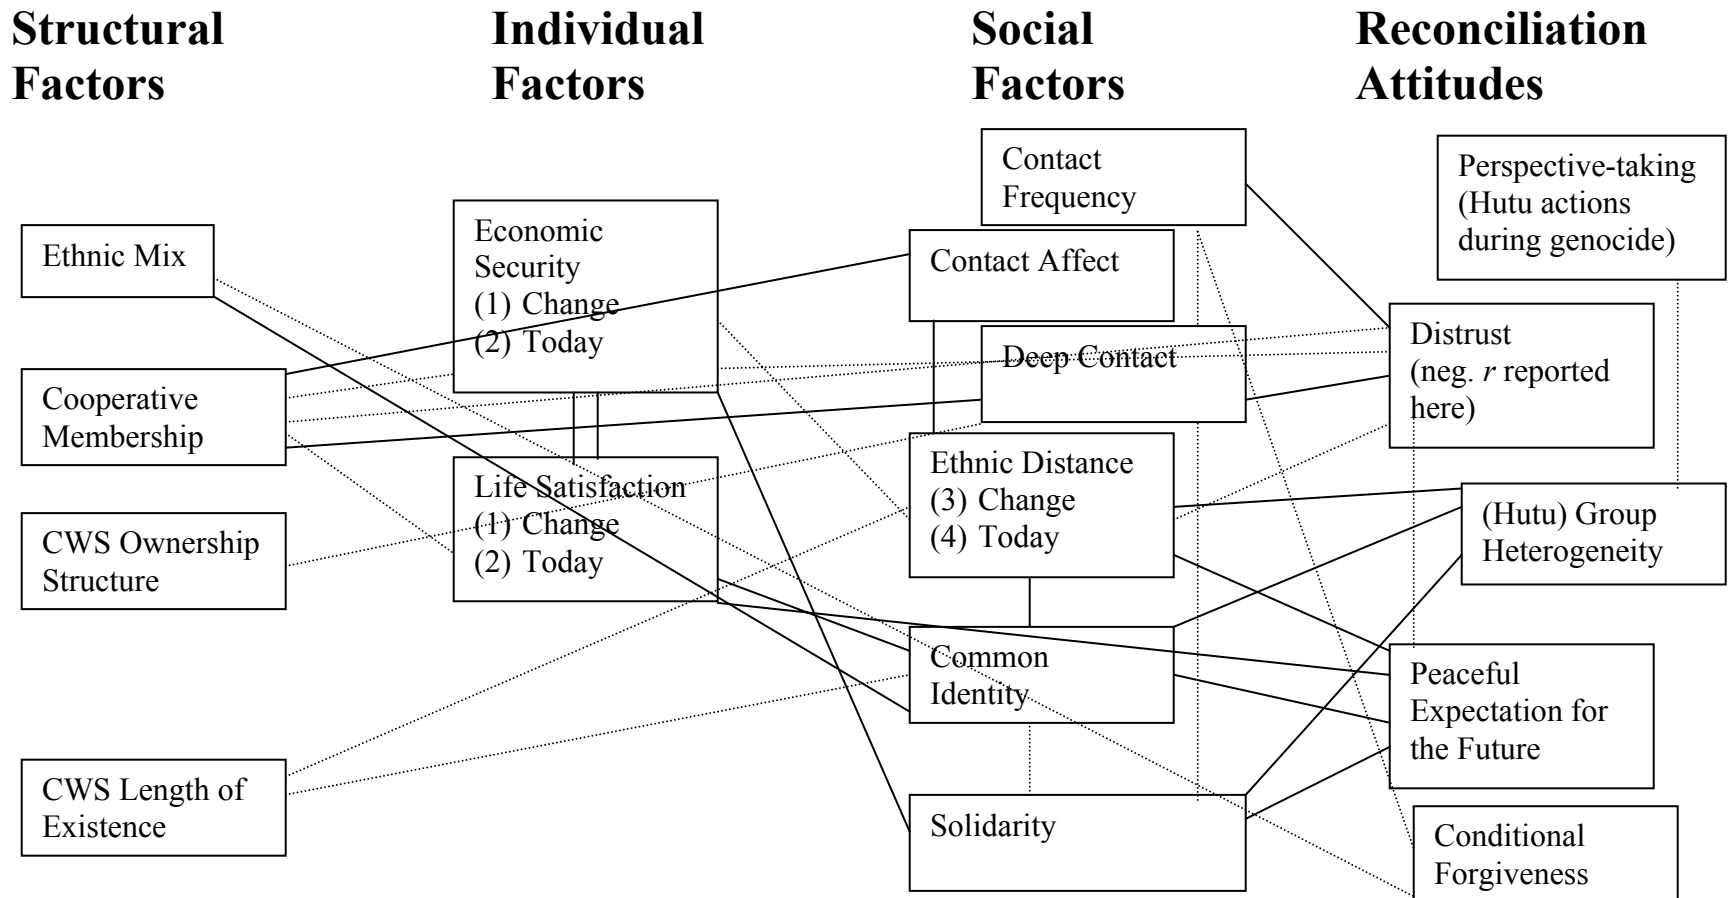 Structural
Factors
Individual
Factors
Social
Factors
Reconciliation
Attitudes
Ethnic Mix
Cooperative
Membership
CWS Ownership
Structure
CWS Length of
Existence
Economic
Security
(1) Change
(2) Today
Life Satisfaction
(1) Change
(2) Today
Contact
Frequency
Contact Affect
Deep Contact
Ethnic Distance
(3) Change
(4) Today
Common
Identity
Solidarity
Perspective-taking
(Hutu actions
during genocide)
Distrust
(neg. r reported
here)
(Hutu) Group
Heterogeneity
Peaceful
Expectation for
the Future
Conditional
Forgiveness